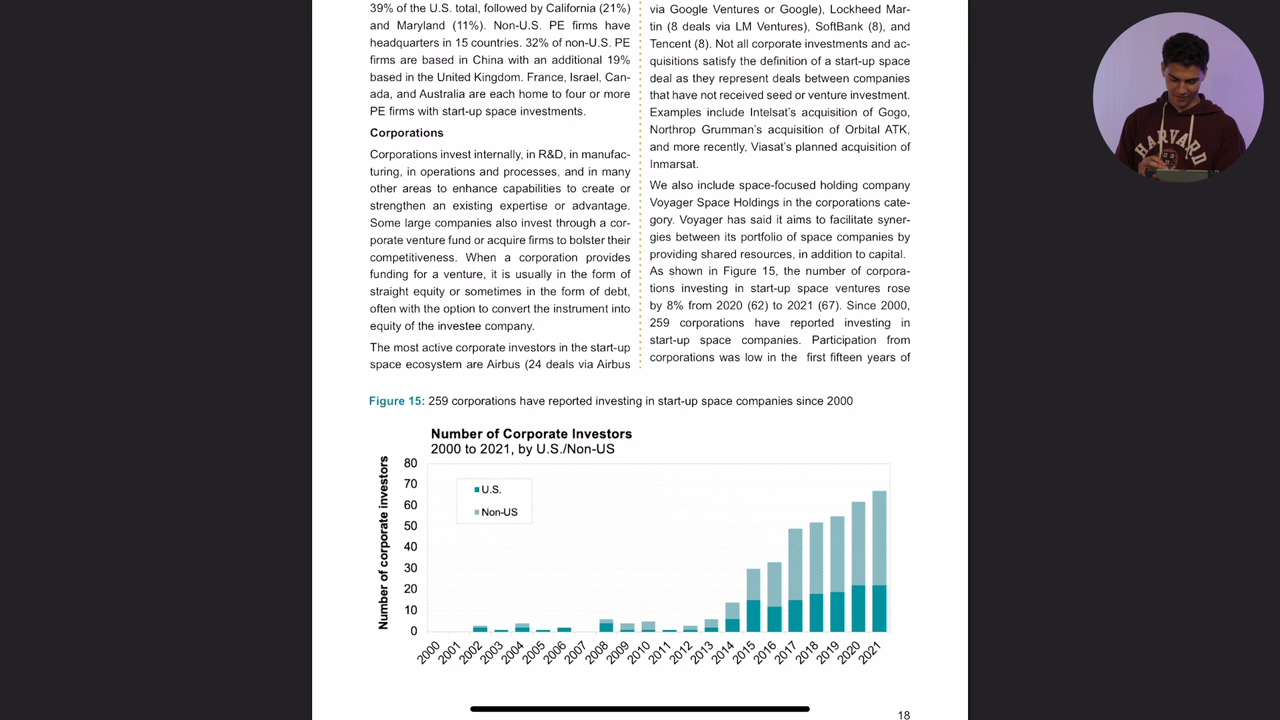 39% of the U.S. total, followed by California (21%)
and Maryland (11%). Non-U.S. PE firms have
headquarters in 15 countries. 32% of non-U.S. PE
firms are based in China with an additional 19%
based in the United Kingdom. France, Israel, Can-
ada, and Australia are each home to four or more
PE firms with start-up space investments.
Corporations
Corporations invest internally, in R&D, in manufac-
turing, in operations and processes, and in many
other areas to enhance capabilities to create or
strengthen an existing expertise or advantage.
Some large companies also invest through a cor-
porate venture fund or acquire firms to bolster their
competitiveness. When a corporation provides
funding for a venture, it is usually in the form of
straight equity or sometimes in the form of debt,
often with the option to convert the instrument into
equity of the investee company.
The most active corporate investors in the start-up
space ecosystem are Airbus (24 deals via Airbus
via Google Ventures or Google), Lockheed Mar-
tin (8 deals via LM Ventures), SoftBank (8), and
Tencent (8). Not all corporate investments and ac-
quisitions satisfy the definition of a start-up space
deal as they represent deals between companies
that have not received seed or venture investment.
Examples include Intelsat's acquisition of Gogo,
Northrop Grumman's acquisition of Orbital ATK,
and more recently, Viasat's planned acquisition of
Inmarsat.
We also include space-focused holding company
Voyager Space Holdings in the corporations cate-
gory. Voyager has said it aims to facilitate syner-
gies between its portfolio of space companies by
providing shared resources, in addition to capital.
As shown in Figure 15, the number of corpora-
tions investing in start-up space ventures rose
by 8% from 2020 (62) to 2021 (67). Since 2000,
259 corporations have reported investing in
start-up space companies. Participation from
corporations was low in the first fifteen years of
Figure 15: 259 corporations have reported investing in start-up space companies since 2000
Number of Corporate Investors
2000 to 2021, by U.S./Non-US
Number of corporate investors
80
70
60
50
40
30
20
10
0
U.S.
Non-US
2000 2001 2002 2003 2004 2005 2006 2007 2008 2009 2010 2011 2012 2013 2014 2015 2016 2017 2018 2019 2020 2021
18
HARVARD